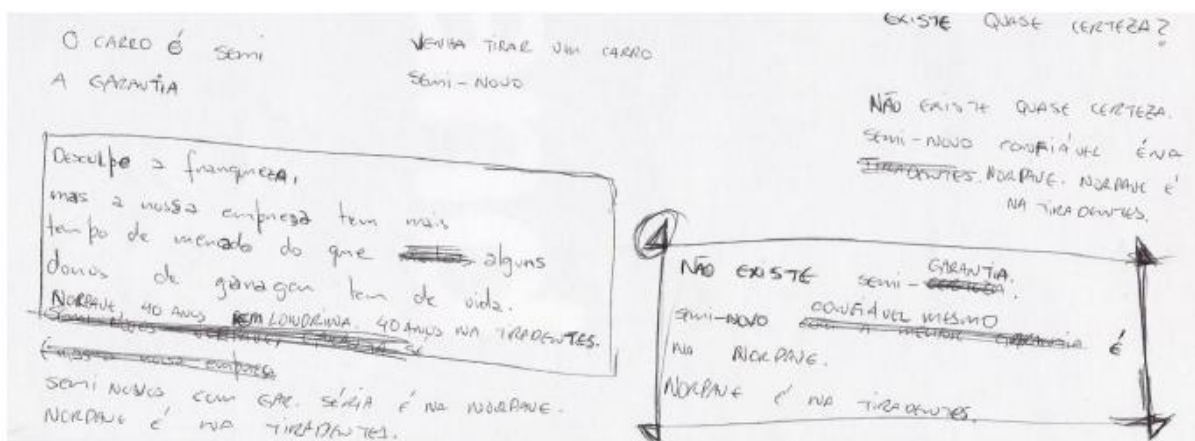 O CARRO É SEMI
A GARANTIA
VENHA TIRAR UM CARRO
SEMI-NOVO
EXISTE QUASE CERTEZA?
NÃO EXISTE QUASE CERTEZA.
SEMI-NOVO CONFIÁVEL É NA
TIRADENTES. NORPAVE. NORPAVE É
NA TIRADENTES.
Desculpe a franqueza,
mas a nossa empresa tem mais
tempo de mercado do que alguns
donos de garagem tem de vida.
NORPAVE, 40 ANOS EM LONDRINA. 40 ANOS NA TIRADENTES.
SEMI NOVOS COM GAR. SÉRIA É NA NORPAVE.
NORPAVE É NA TIRADENTES.
NÃO EXISTE SEMI-GARANTIA.
SEMI-NOVO CONFIÁVEL MESMO É
NA NORPAVE.
NORPAVE É NA TIRADENTES.